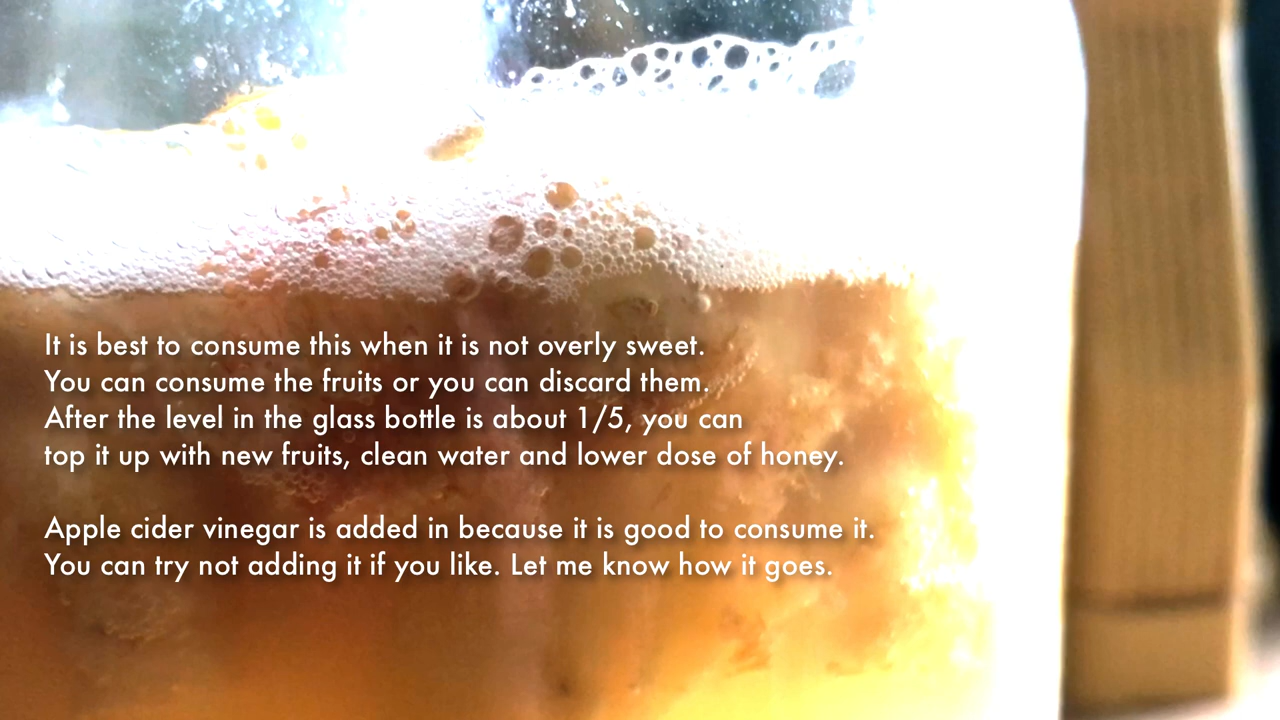 It is best to consume this when it is not overly sweet.
You can consume the fruits or you can discard them.
After the level in the glass bottle is about 1/5, you can
top it up with new fruits, clean water and lower dose of honey.
Apple cider vinegar is added in because it is good to consume it.
You can try not adding it if you like. Let me know how it goes.